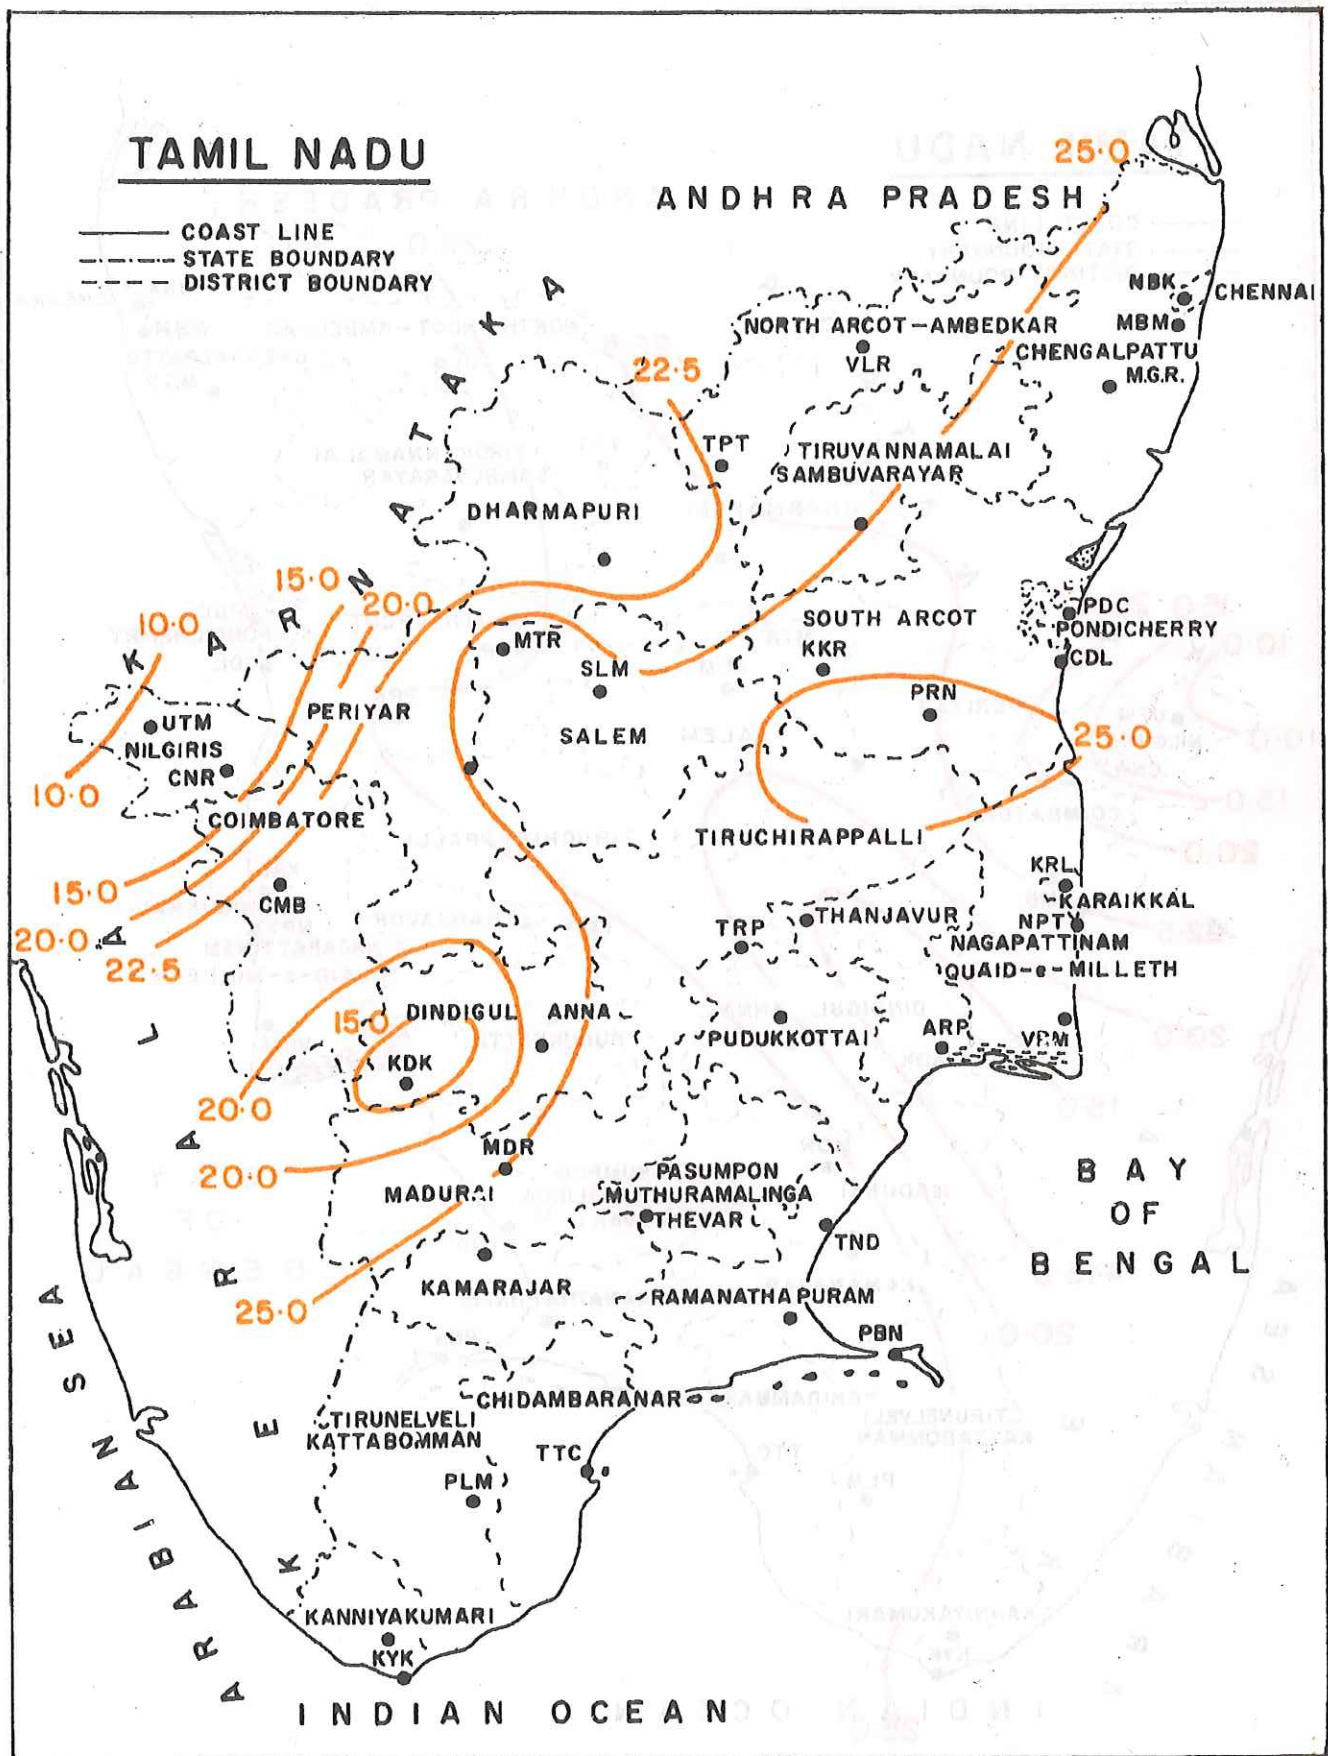 TAMIL NADU
COAST LINE
STATE BOUNDARY
DISTRICT BOUNDARY
25.0
ANDHRA PRADESH
KARNATAKA
NBK
CHENNAI
MBM
NORTH ARCOT-AMBEDKAR
VLR
CHENGALPATTU
M.G.R.
22.5
TPT
TIRUVANNAMALAI
SAMBUVARAYAR
DHARMAPURI
15.0
20.0
10.0
PDC
PONDICHERRY
CDL
SOUTH ARCOT
KKR
MTR
SLM
PRN
UTM
NILGIRIS
CNR
PERIYAR
SALEM
25.0
10.0
COIMBATORE
TIRUCHIRAPPALLI
15.0
CMB
KRL
KARAIKKAL
NPT
NAGAPATTINAM
QUAID-e-MILLETH
THANJAVUR
TRP
20.0
22.5
15.0
DINDIGUL ANNA
KDK
PUDUKKOTTAI
ARP
VPM
20.0
20.0
MDR
MADURAI
PASUMPON
MUTHURAMALINGA
THEVAR
TND
BAY
OF
BENGAL
25.0
KAMARAJAR
RAMANATHAPURAM
PBN
CHIDAMBARANAR
TIRUNELVELI
KATTABOMMAN
TTC
PLM
KERALA
ARABIAN SEA
KANNIYAKUMARI
KYK
INDIAN OCEAN